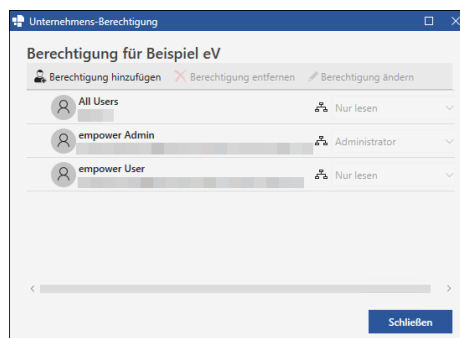 Unternehmens-Berechtigung
Berechtigung für Beispiel eV
Berechtigung hinzufügen Berechtigung entfernen Berechtigung ändern
All Users
Nur lesen
empower Admin
Administrator
empower User
Nur lesen
Schließen